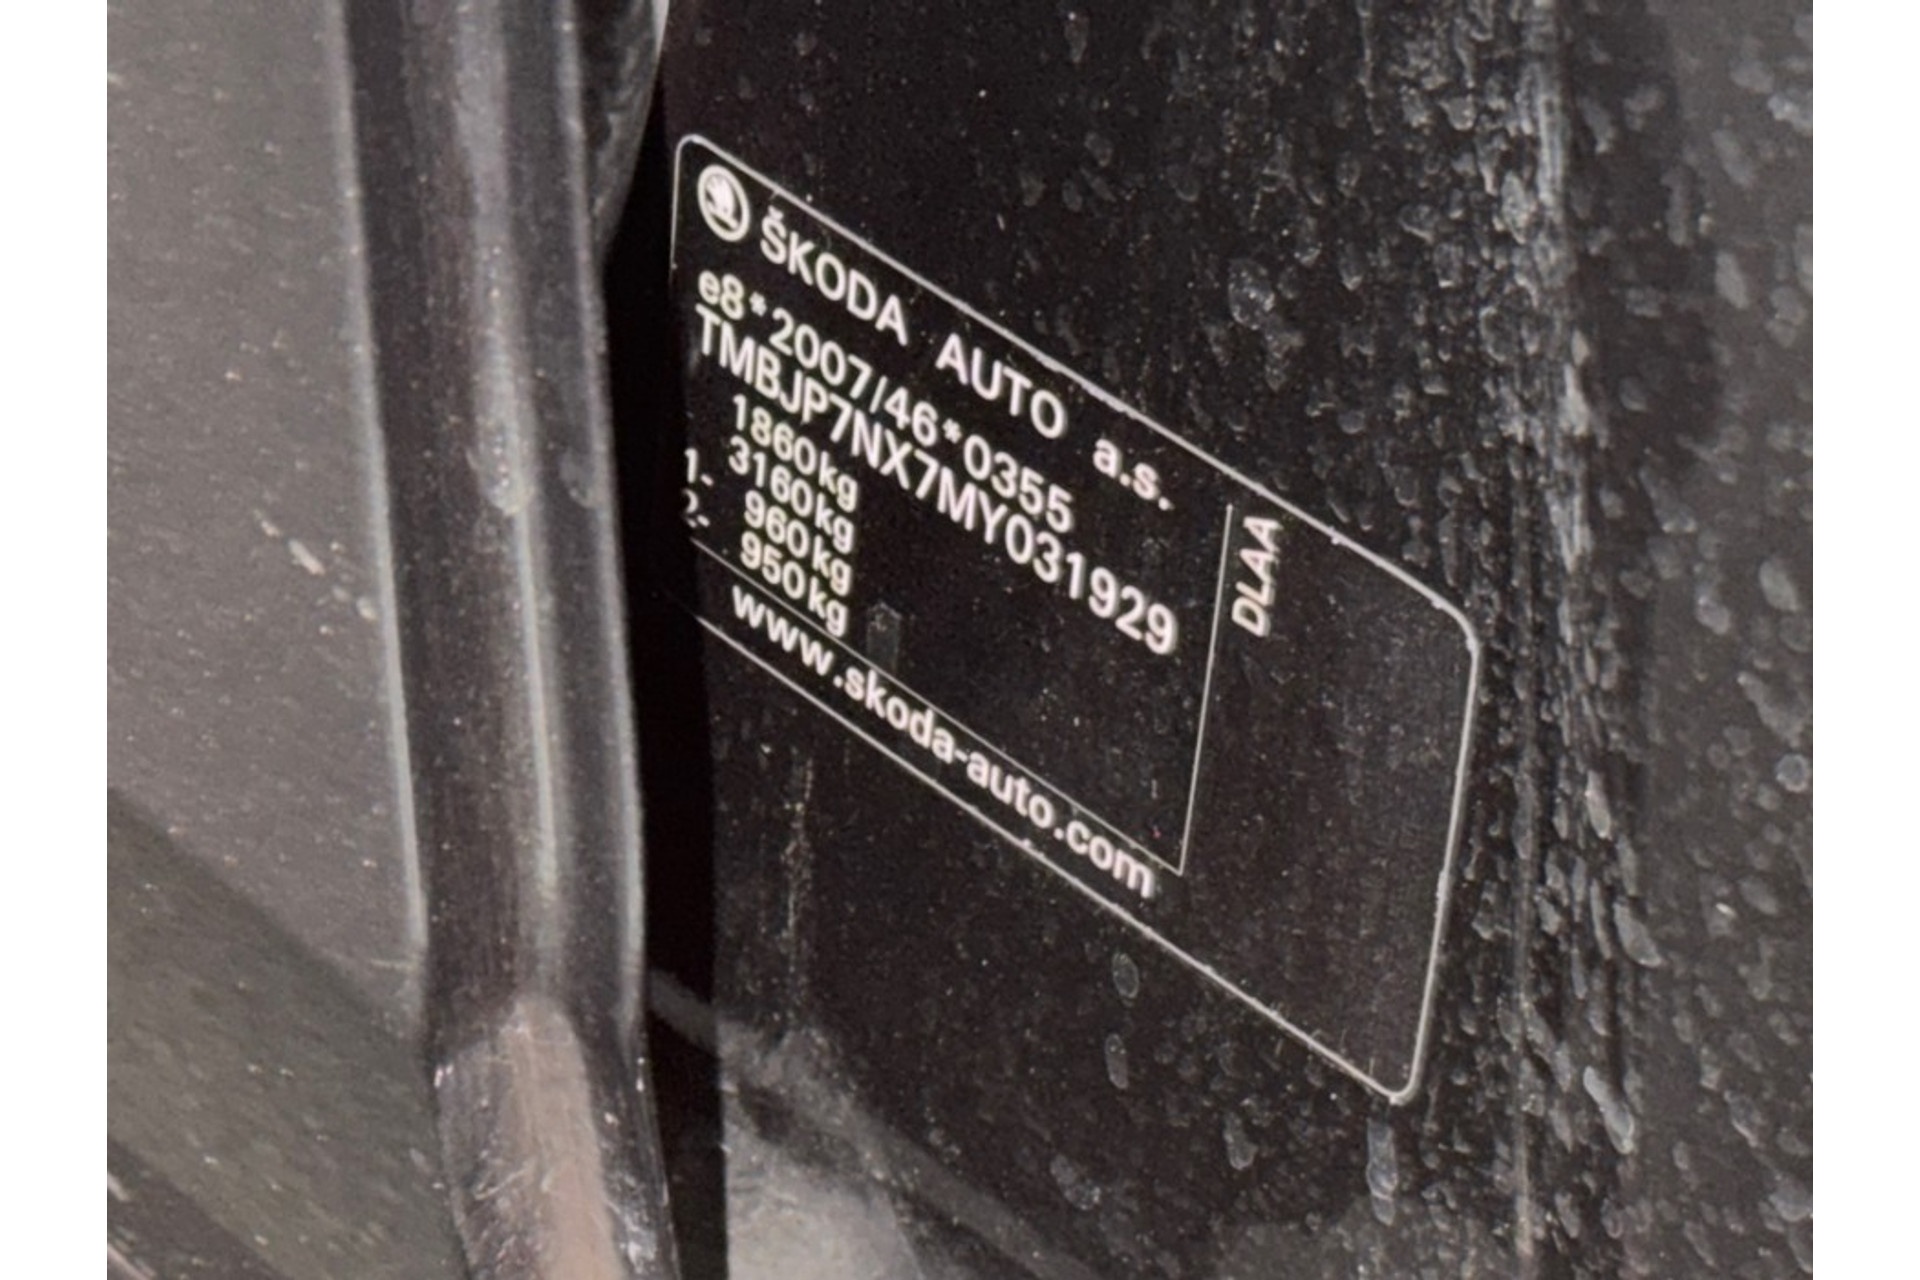 ŠKODA AUTO a.s.
e8*2007/46*0355
TMBJP7NX7MY031929
1860kg
3160kg
1- 960kg
2- 950kg
www.skoda-auto.com
DLAA